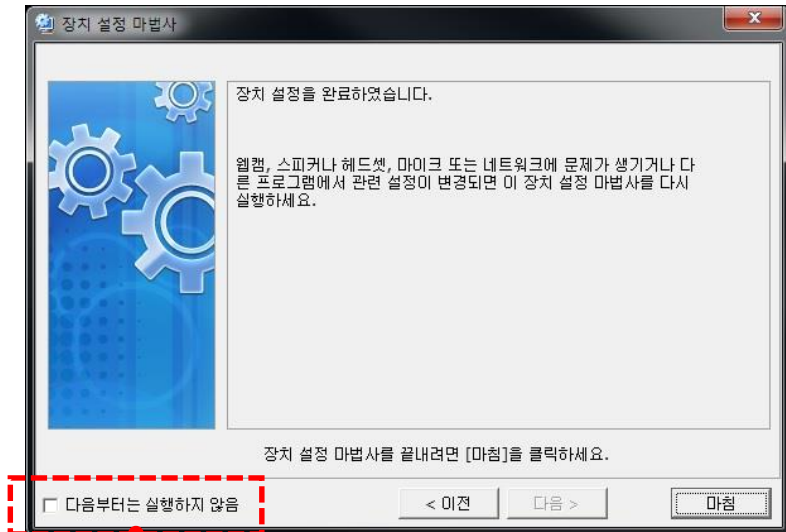 장치 설정 마법사
장치 설정을 완료하였습니다.
웹캠, 스피커나 헤드셋, 마이크 또는 네트워크에 문제가 생기거나 다
른 프로그램에서 관련 설정이 변경되면 이 장치 설정 마법사를 다시
실행하세요.
장치 설정 마법사를 끝내려면 [마침]을 클릭하세요.
다음부터는 실행하지 않음
< 이전
다음 >
마침